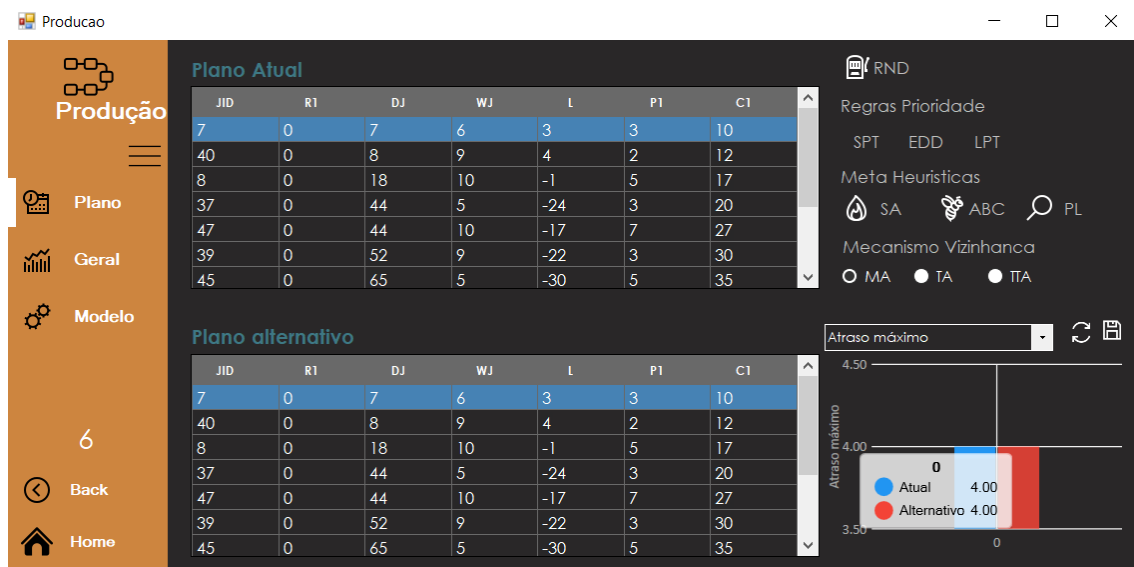 Producao
Produção
Plano
Geral
Modelo
6
Back
Home
Plano Atual
JID R1 DJ WJ L P1 C1
7 0 7 6 3 3 10
40 0 8 9 4 2 12
8 0 18 10 -1 5 17
37 0 44 5 -24 3 20
47 0 44 10 -17 7 27
39 0 52 9 -22 3 30
45 0 65 5 -30 5 35
Plano alternativo
JID R1 DJ WJ L P1 C1
7 0 7 6 3 3 10
40 0 8 9 4 2 12
8 0 18 10 -1 5 17
37 0 44 5 -24 3 20
47 0 44 10 -17 7 27
39 0 52 9 -22 3 30
45 0 65 5 -30 5 35
RND
Regras Prioridade
SPT EDD LPT
Meta Heuristicas
SA ABC PL
Mecanismo Vizinhanca
MA TA TTA
Atraso máximo
4.50
Atraso máximo
4.00
0
Atual 4.00
Alternativo 4.00
3.50
0